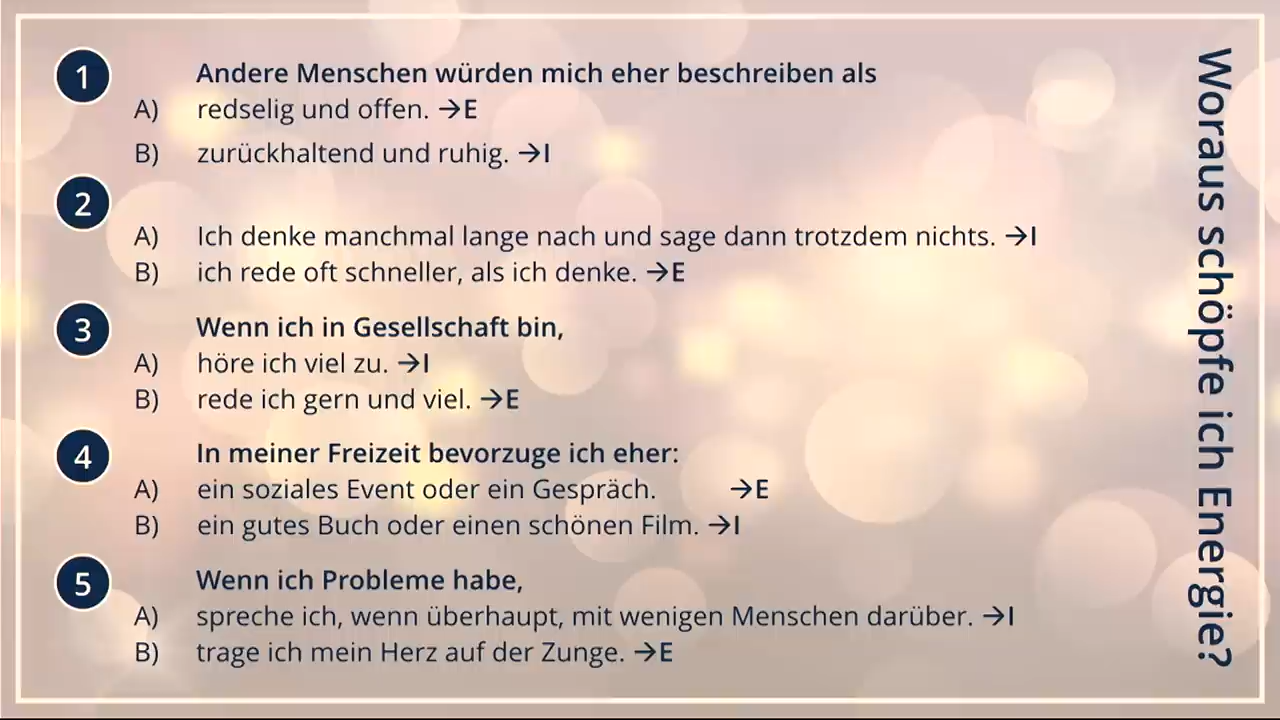 1 Andere Menschen würden mich eher beschreiben als
A) redselig und offen. →E
B) zurückhaltend und ruhig. →I
2
A) Ich denke manchmal lange nach und sage dann trotzdem nichts. →I
B) ich rede oft schneller, als ich denke. →E
3 Wenn ich in Gesellschaft bin,
A) höre ich viel zu. →I
B) rede ich gern und viel. →E
4 In meiner Freizeit bevorzuge ich eher:
A) ein soziales Event oder ein Gespräch. →E
B) ein gutes Buch oder einen schönen Film. →I
5 Wenn ich Probleme habe,
A) spreche ich, wenn überhaupt, mit wenigen Menschen darüber. →I
B) trage ich mein Herz auf der Zunge. →E
Woraus schöpfe ich Energie?